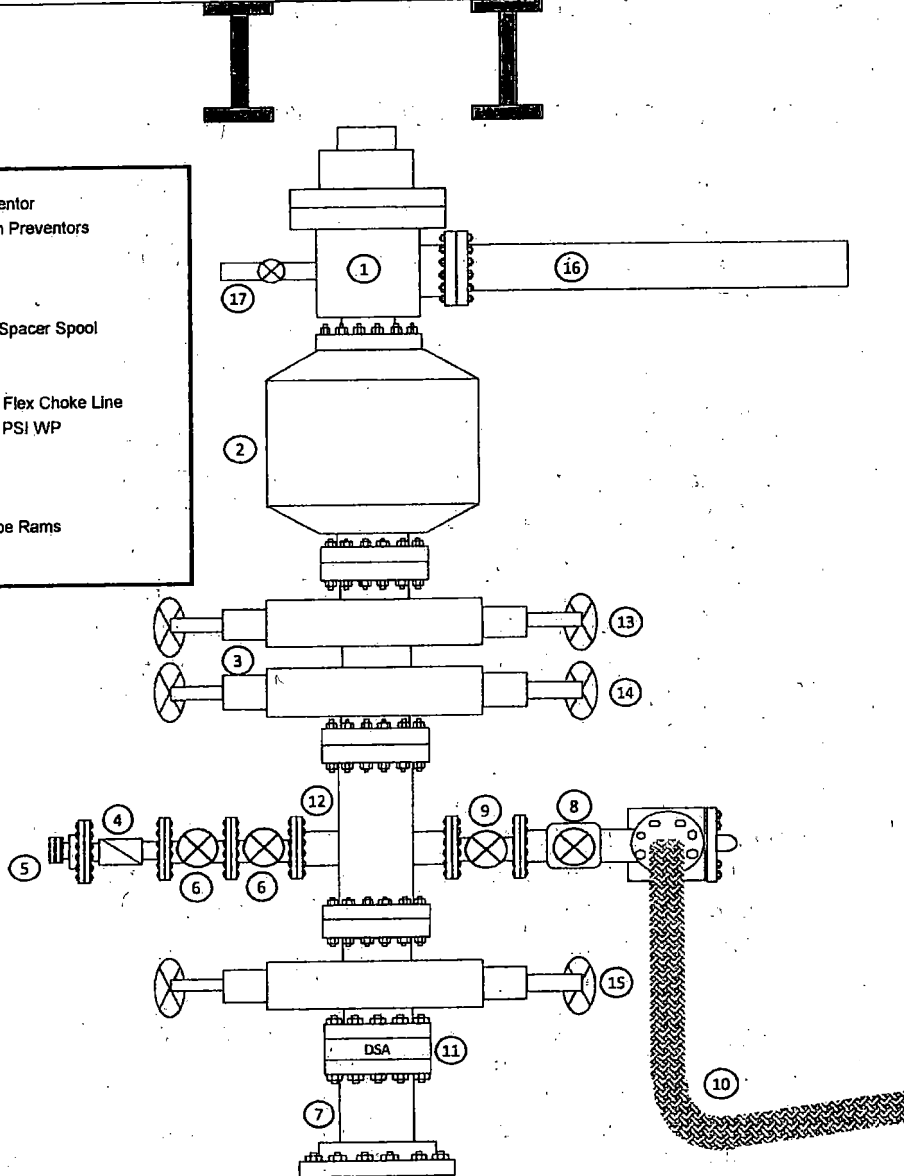 entor
n Preventors
Spacer Spool
Flex Choke Line
PSI WP
pe Rams
1
16
17
2
13
3
14
12
9
8
4
5
6
6
15
DSA
11
10
7